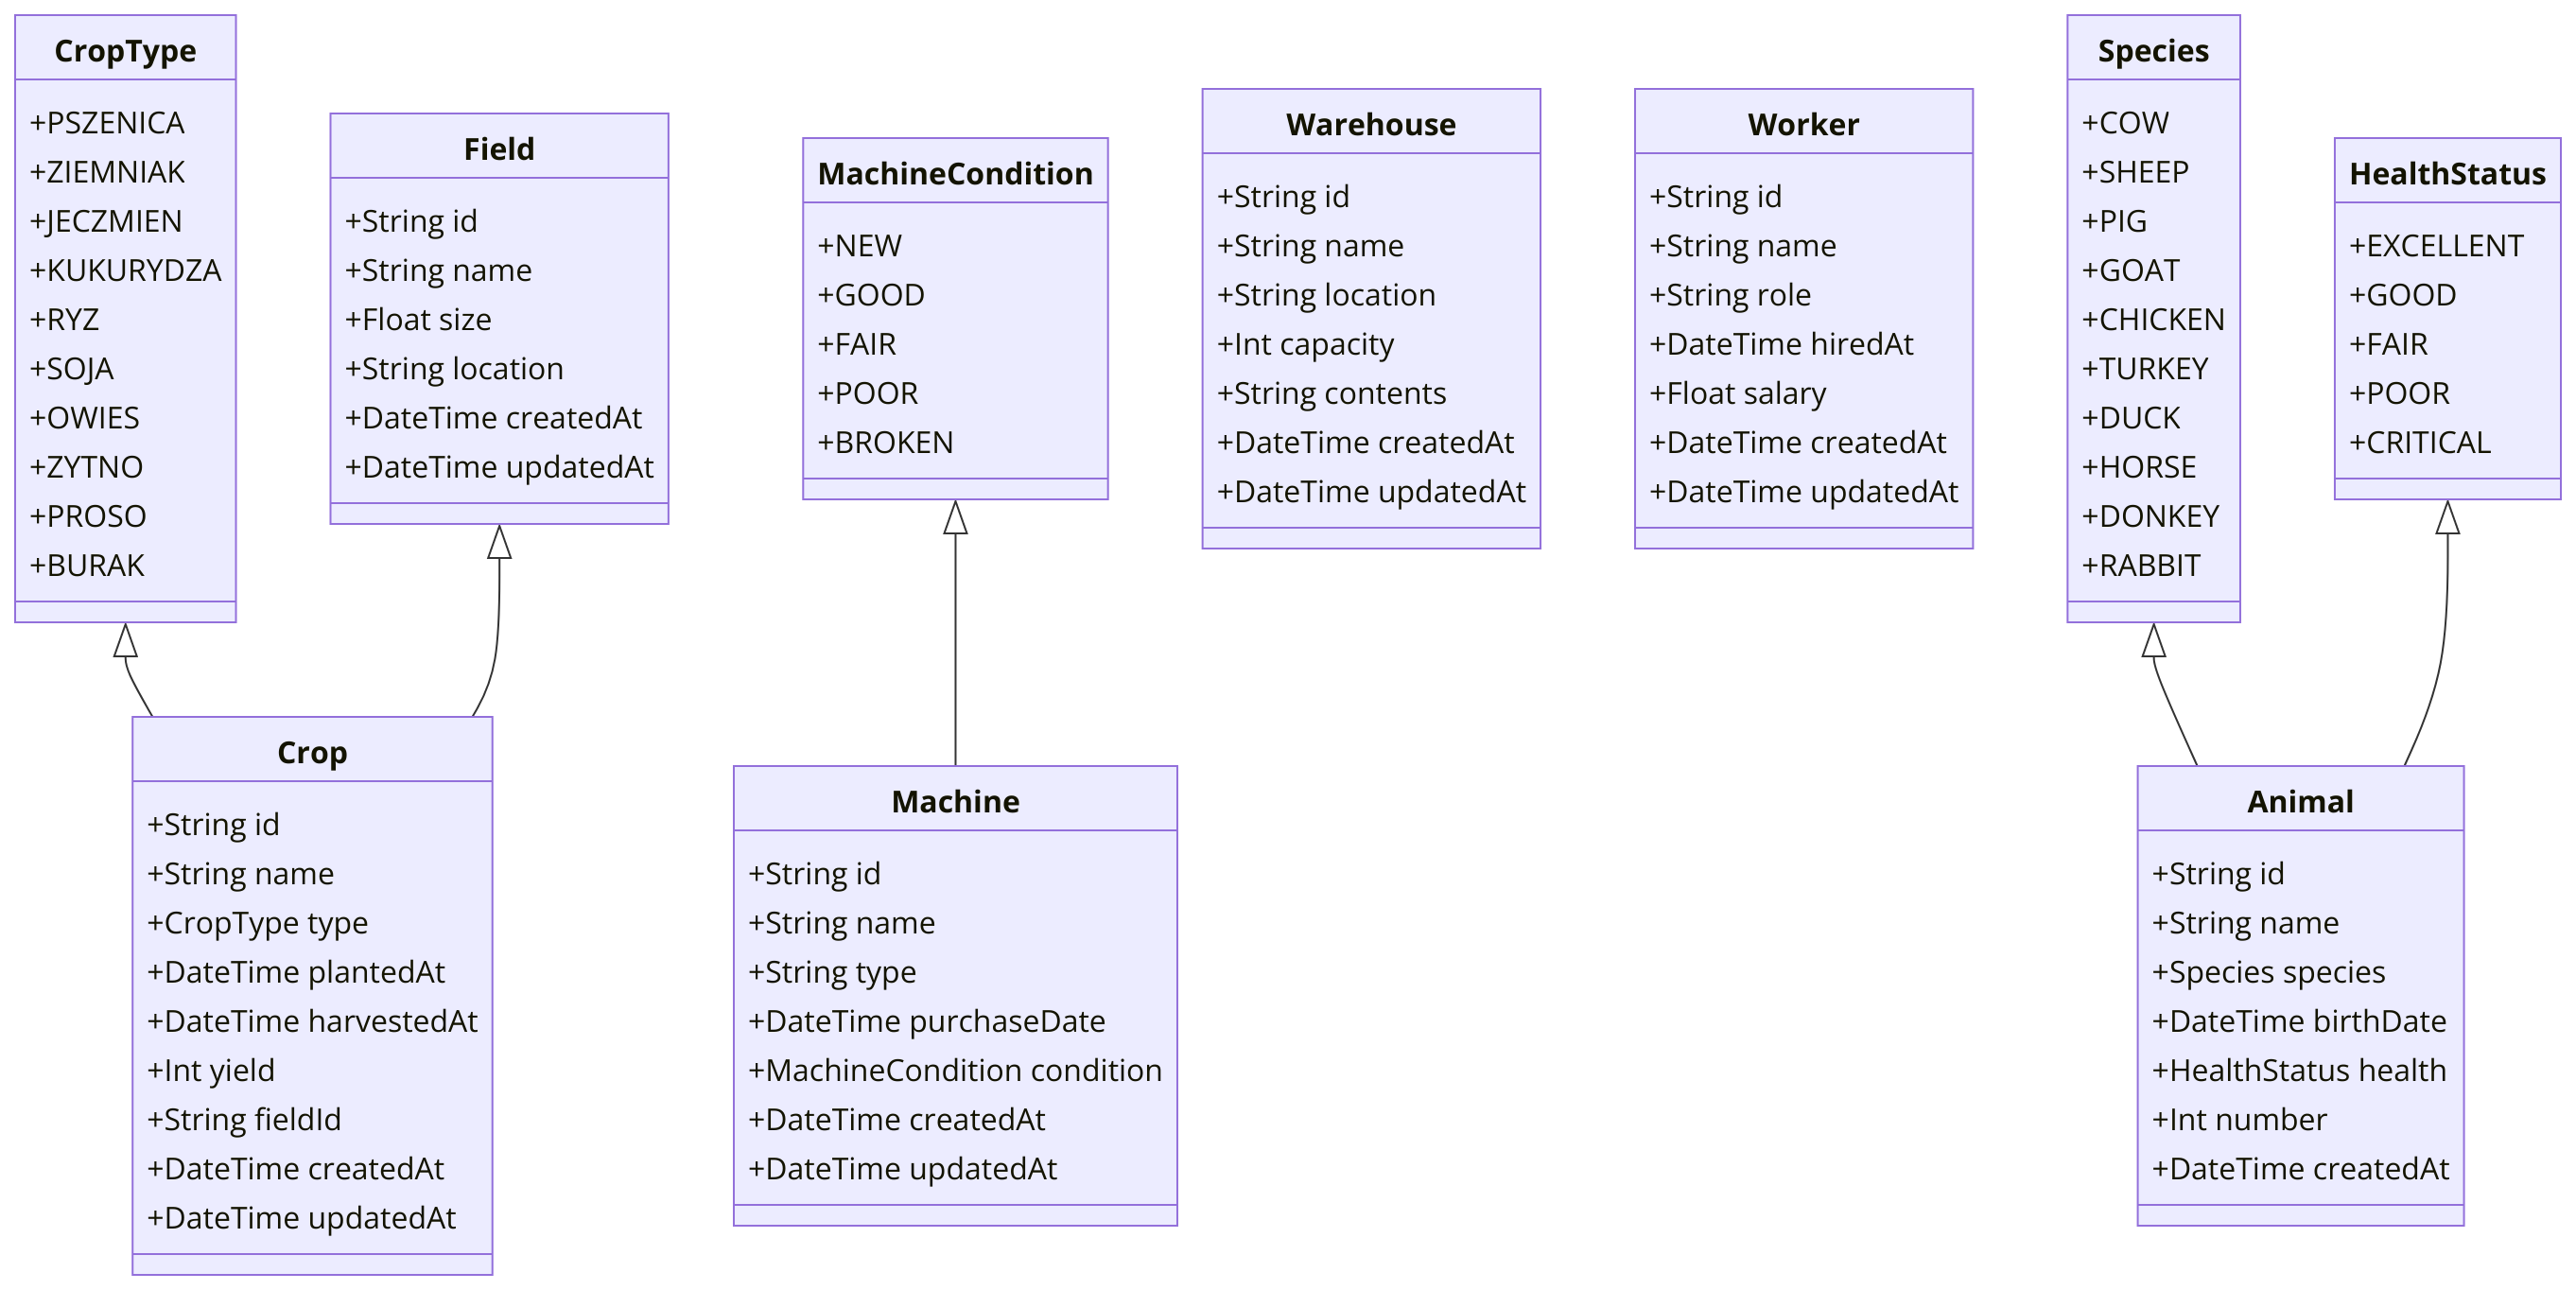 CropType
+PSZENICA
+ZIEMNIAK
+JECZMIEN
+KUKURYDZA
+RYZ
+SOJA
+OWIES
+ZYTNO
+PROSO
+BURAK
Field
+String id
+String name
+Float size
+String location
+DateTime createdAt
+DateTime updatedAt
MachineCondition
+NEW
+GOOD
+FAIR
+POOR
+BROKEN
Warehouse
+String id
+String name
+String location
+Int capacity
+String contents
+DateTime createdAt
+DateTime updatedAt
Worker
+String id
+String name
+String role
+DateTime hiredAt
+Float salary
+DateTime createdAt
+DateTime updatedAt
Species
+COW
+SHEEP
+PIG
+GOAT
+CHICKEN
+TURKEY
+DUCK
+HORSE
+DONKEY
+RABBIT
HealthStatus
+EXCELLENT
+GOOD
+FAIR
+POOR
+CRITICAL
Crop
+String id
+String name
+CropType type
+DateTime plantedAt
+DateTime harvestedAt
+Int yield
+String fieldId
+DateTime createdAt
+DateTime updatedAt
Machine
+String id
+String name
+String type
+DateTime purchaseDate
+MachineCondition condition
+DateTime createdAt
+DateTime updatedAt
Animal
+String id
+String name
+Species species
+DateTime birthDate
+HealthStatus health
+Int number
+DateTime createdAt